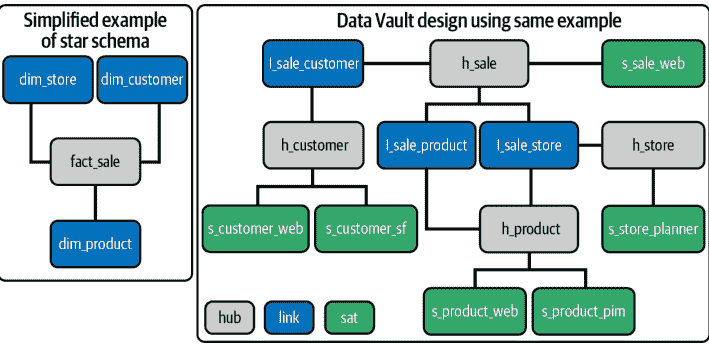 Simplified example
of star schema
dim_store
dim_customer
fact_sale
dim_product
Data Vault design using same example
l_sale_customer
h_sale
s_sale_web
h_customer
l_sale_product
l_sale_store
h_store
s_customer_web
s_customer_sf
h_product
s_store_planner
s_product_web
s_product_pim
hub
link
sat